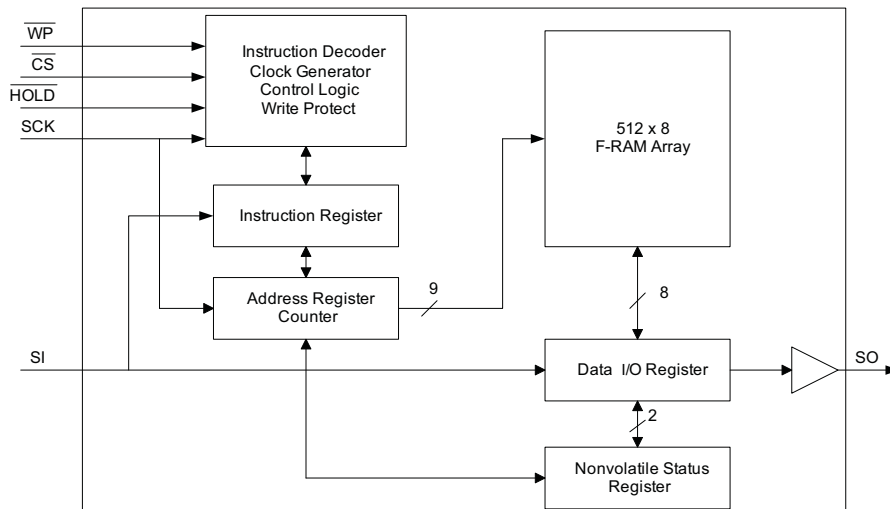 WP
CS
HOLD
SCK
Instruction Decoder
Clock Generator
Control Logic
Write Protect
512 x 8
F-RAM Array
Instruction Register
Address Register
Counter
9
8
SI
Data I/O Register
SO
2
Nonvolatile Status
Register